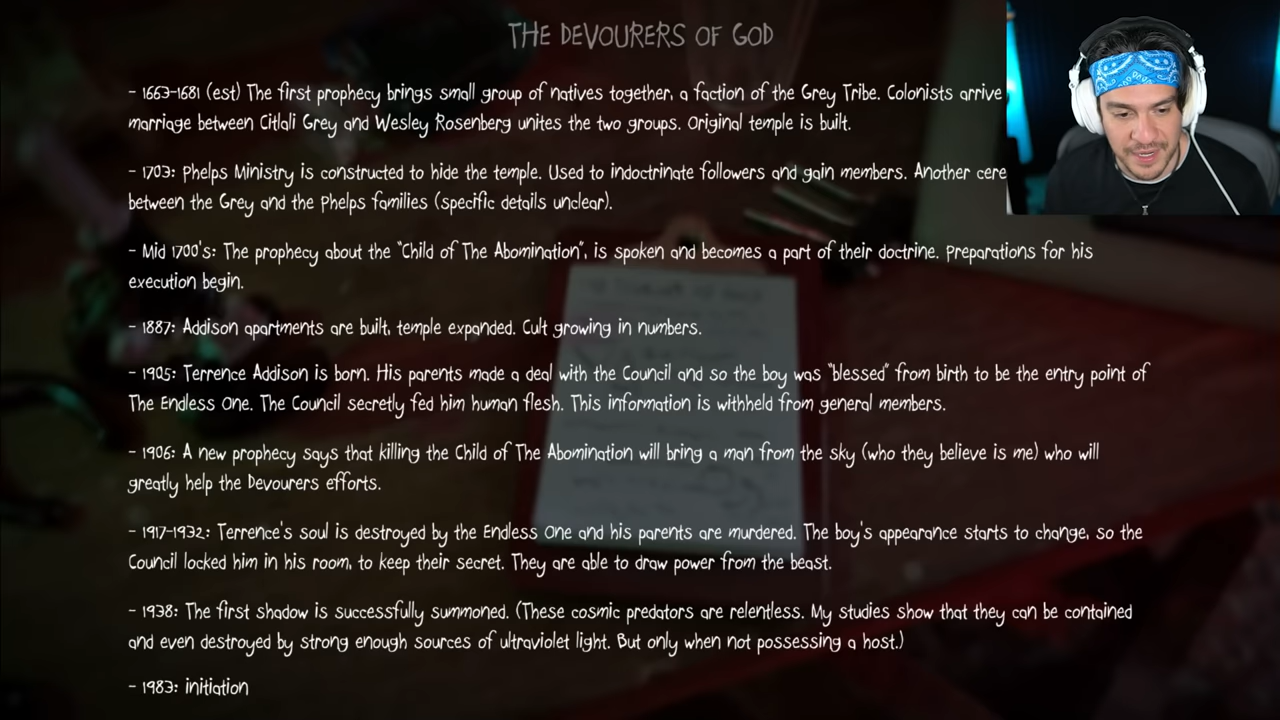 THE DEVOURERS OF GOD
- 1663-1681 (est) The first prophecy brings small group of natives together, a faction of the Grey Tribe. Colonists arrive
marriage between Citlali Grey and Wesley Rosenberg unites the two groups. Original temple is built.
- 1703: Phelps Ministry is constructed to hide the temple. Used to indoctrinate followers and gain members. Another
between the Grey and the Phelps families (specific details unclear).
- Mid 1700's: The prophecy about the "Child of The Abomination", is spoken and becomes a part of their doctrine. Preparations for his
execution begin.
- 1887: Addison apartments are built, temple expanded. Cult growing in numbers.
- 1905: Terrence Addison is born. His parents made a deal with the Council and so the boy was "blessed" from birth to be the entry point of
The Endless One. The Council secretly fed him human flesh. This information is withheld from general members.
- 1906: A new prophecy says that killing the Child of The Abomination will bring a man from the sky (who they believe is me) who will
greatly help the Devourers efforts.
- 1917-1932: Terrence's soul is destroyed by the Endless One and his parents are murdered. The boy's appearance starts to change, so the
Council locked him in his room, to keep their secret. They are able to draw power from the beast.
- 1938: The first shadow is successfully summoned. (These cosmic predators are relentless. My studies show that they can be contained
and even destroyed by strong enough sources of ultraviolet light. But only when not possessing a host.)
- 1983: initiation